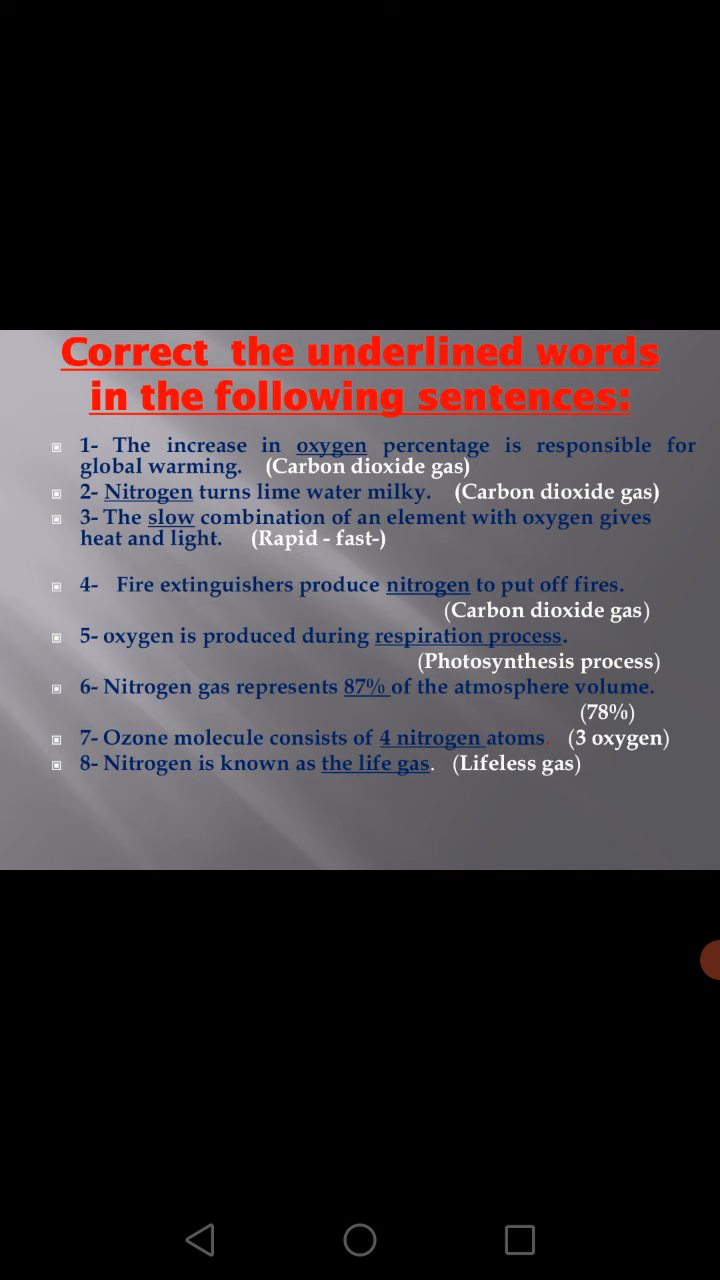 Correct the underlined words
in the following sentences:
1- The increase in oxygen percentage is responsible for
global warming. (Carbon dioxide gas)
2- Nitrogen turns lime water milky. (Carbon dioxide gas)
3- The slow combination of an element with oxygen gives
heat and light. (Rapid - fast-)
4- Fire extinguishers produce nitrogen to put off fires.
(Carbon dioxide gas)
5- oxygen is produced during respiration process.
(Photosynthesis process)
6- Nitrogen gas represents 87% of the atmosphere volume.
(78%)
7- Ozone molecule consists of 4 nitrogen atoms. (3 oxygen)
8- Nitrogen is known as the life gas. (Lifeless gas)